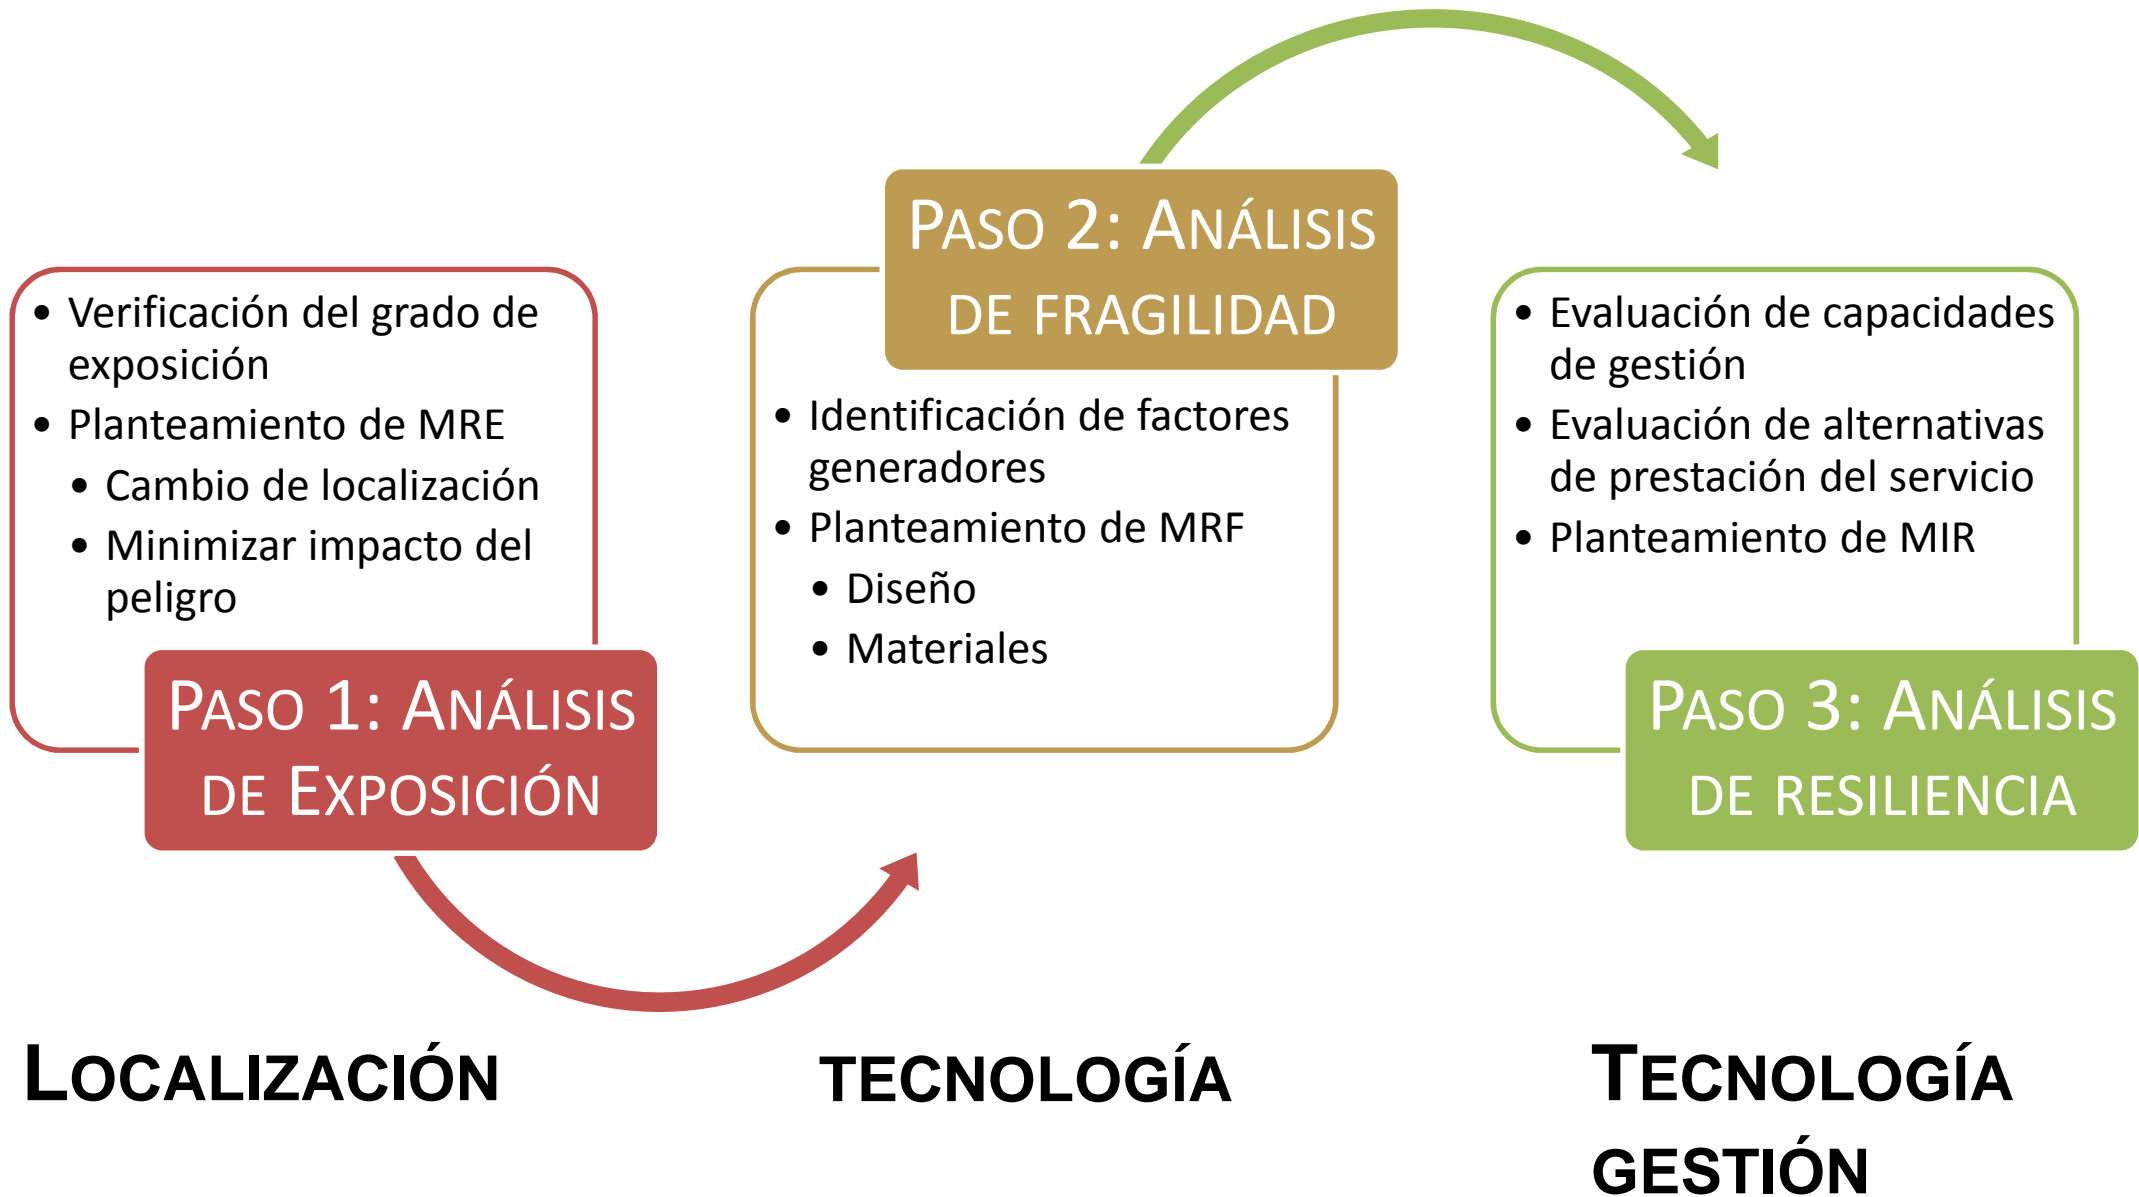 • Verificación del grado de
exposición
• Planteamiento de MRE
• Cambio de localización
• Minimizar impacto del
peligro
PASO 1: ANÁLISIS
DE EXPOSICIÓN
PASO 2: ANÁLISIS
DE FRAGILIDAD
• Identificación de factores
generadores
• Planteamiento de MRF
• Diseño
• Materiales
• Evaluación de capacidades
de gestión
• Evaluación de alternativas
de prestación del servicio
• Planteamiento de MIR
PASO 3: ANÁLISIS
DE RESILIENCIA
LOCALIZACIÓN
TECNOLOGÍA
TECNOLOGÍA
GESTIÓN